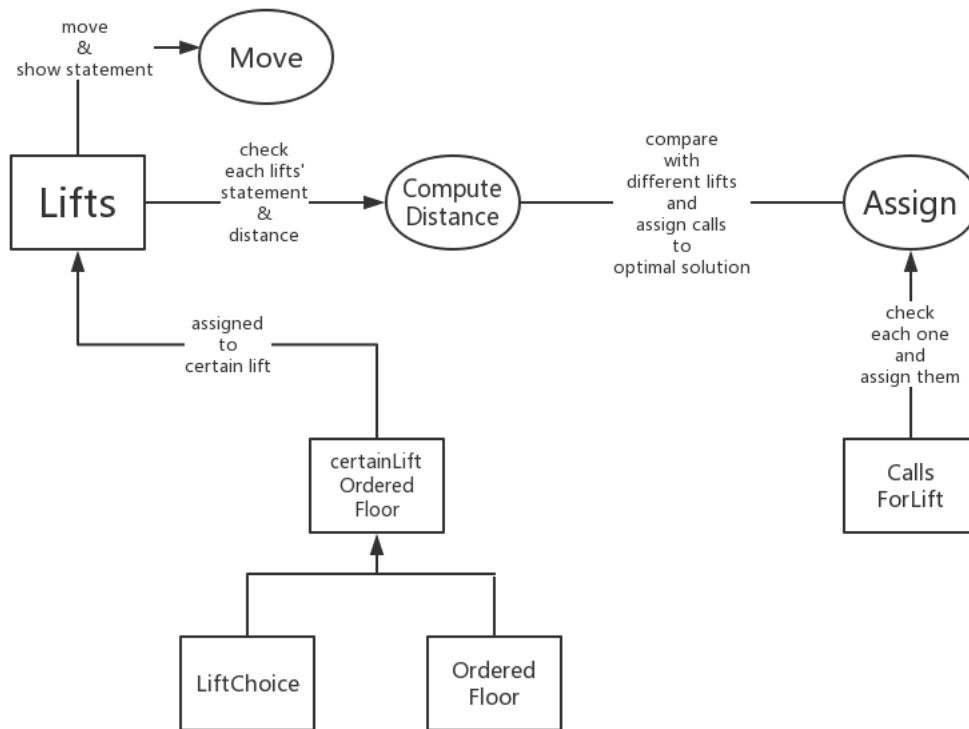 move
&
show statement
Move
Lifts
check
each lifts'
statement
&
distance
Compute
Distance
compare
with
different lifts
and
assign calls
to
optimal solution
Assign
assigned
to
certain lift
check
each one
and
assign them
certainLift
Ordered
Floor
Calls
ForLift
LiftChoice
Ordered
Floor